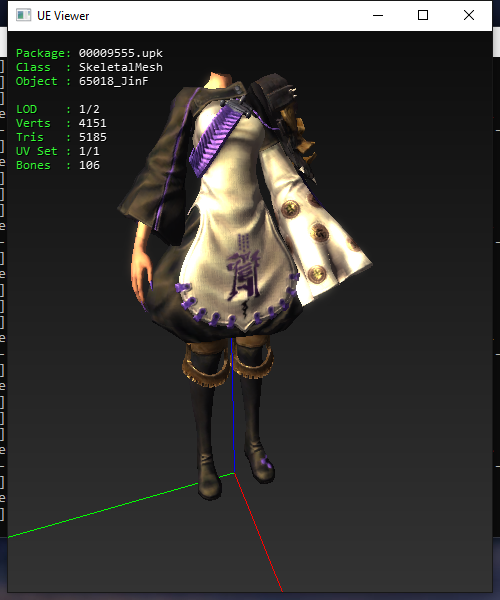 UE Viewer
Package: 00009555.upk
Class : SkeletalMesh
Object : 65018_JinF
LOD : 1/2
Verts : 4151
Tris : 5185
UV Set : 1/1
Bones : 106